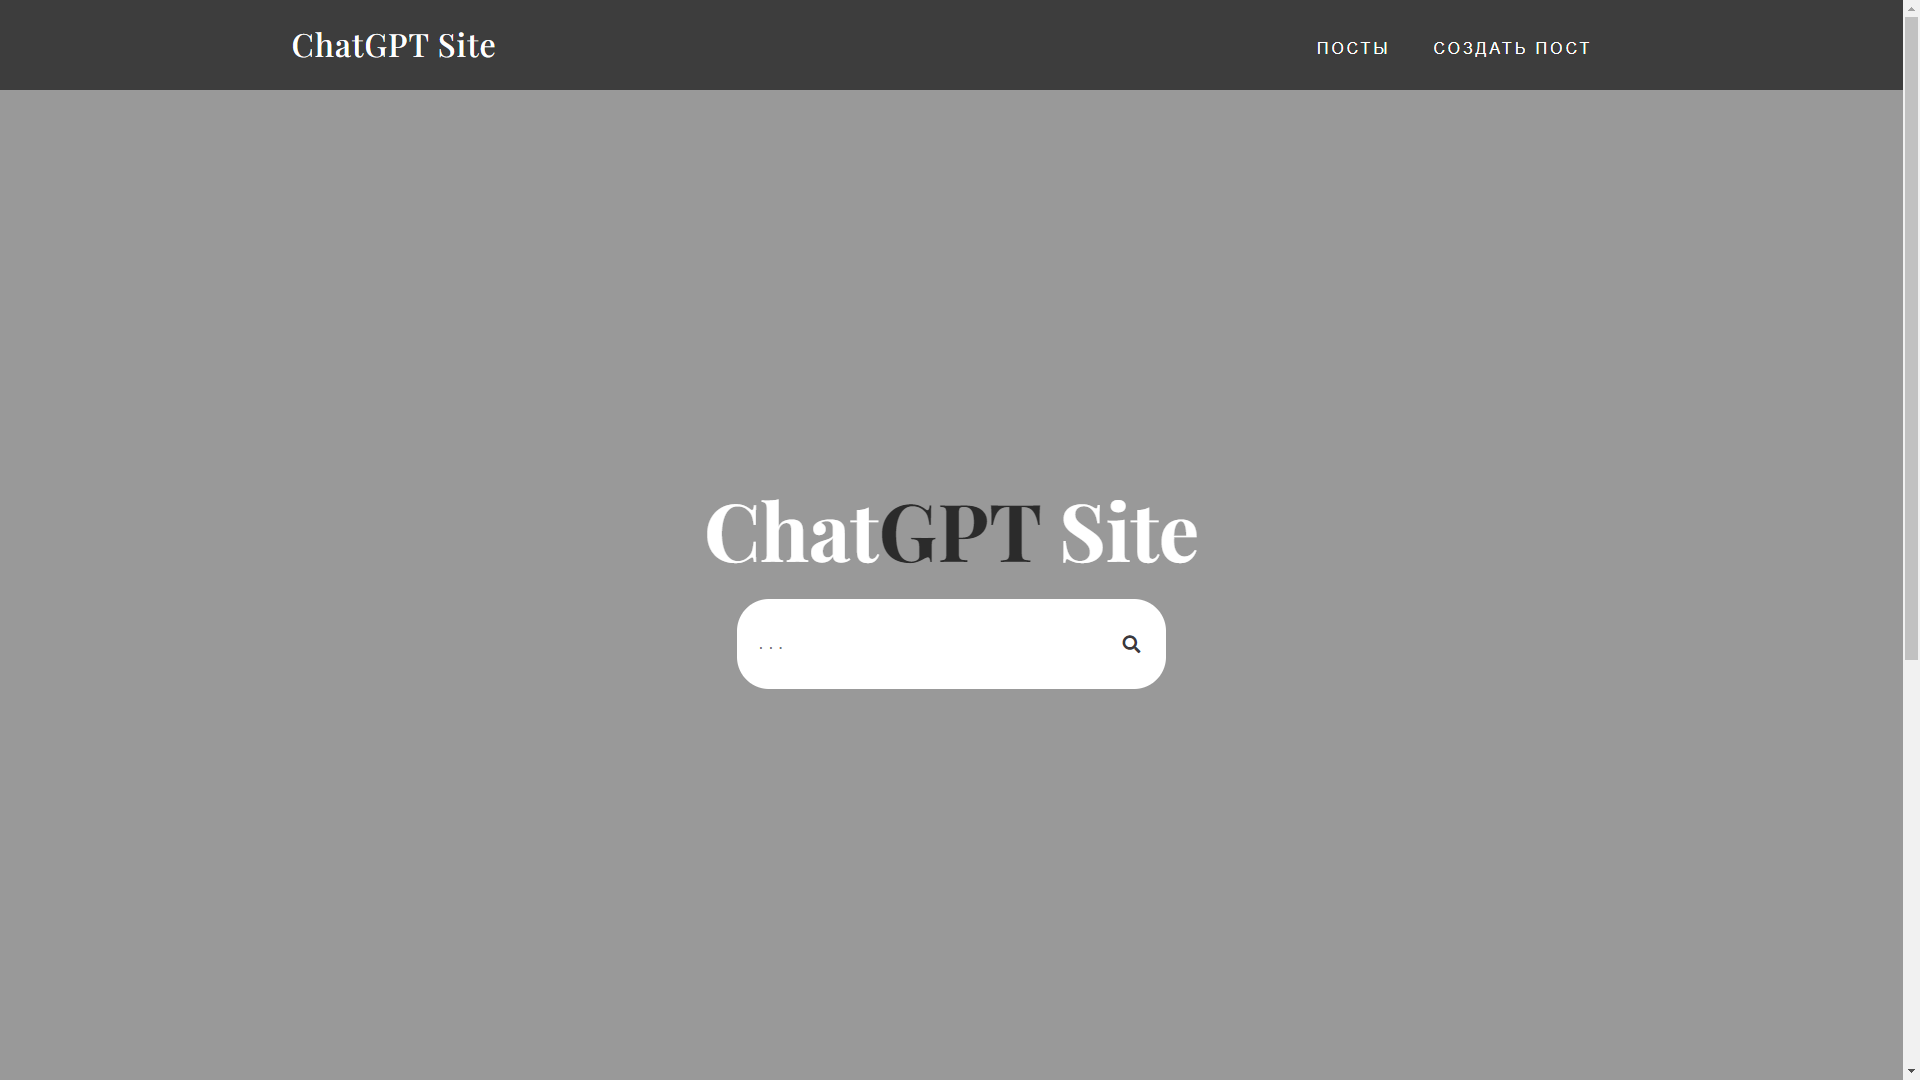 ChatGPT Site
ПОСТЫ СОЗДАТЬ ПОСТ
ChatGPT Site
. . .